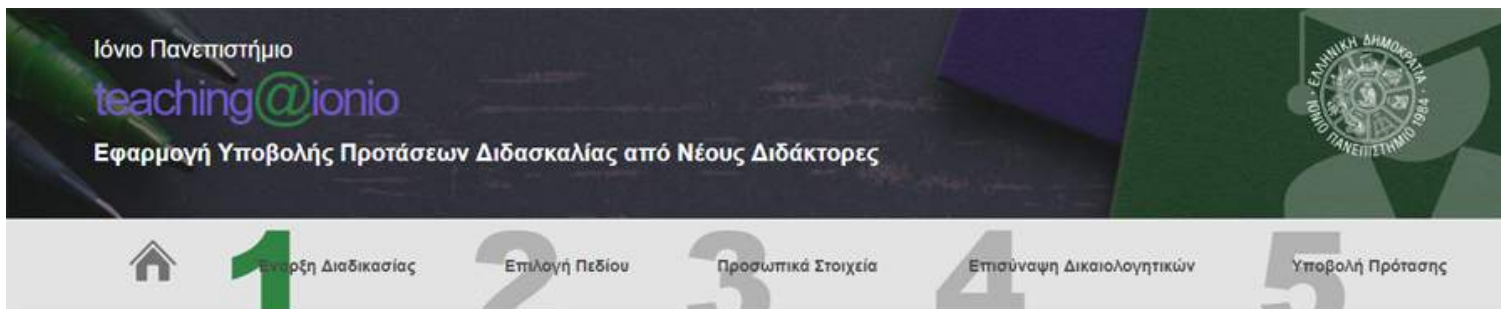 Ιόνιο Πανεπιστήμιο
teaching@ionio
Εφαρμογή Υποβολής Προτάσεων Διδασκαλίας από Νέους Διδάκτορες
ΕΛΛΗΝΙΚΗ ΔΗΜΟΚΡΑΤΙΑ · ΙΟΝΙΟ ΠΑΝΕΠΙΣΤΗΜΙΟ 1984
1 Έναρξη Διαδικασίας
2 Επιλογή Πεδίου
3 Προσωπικά Στοιχεία
4 Επισύναψη Δικαιολογητικών
5 Υποβολή Πρότασης